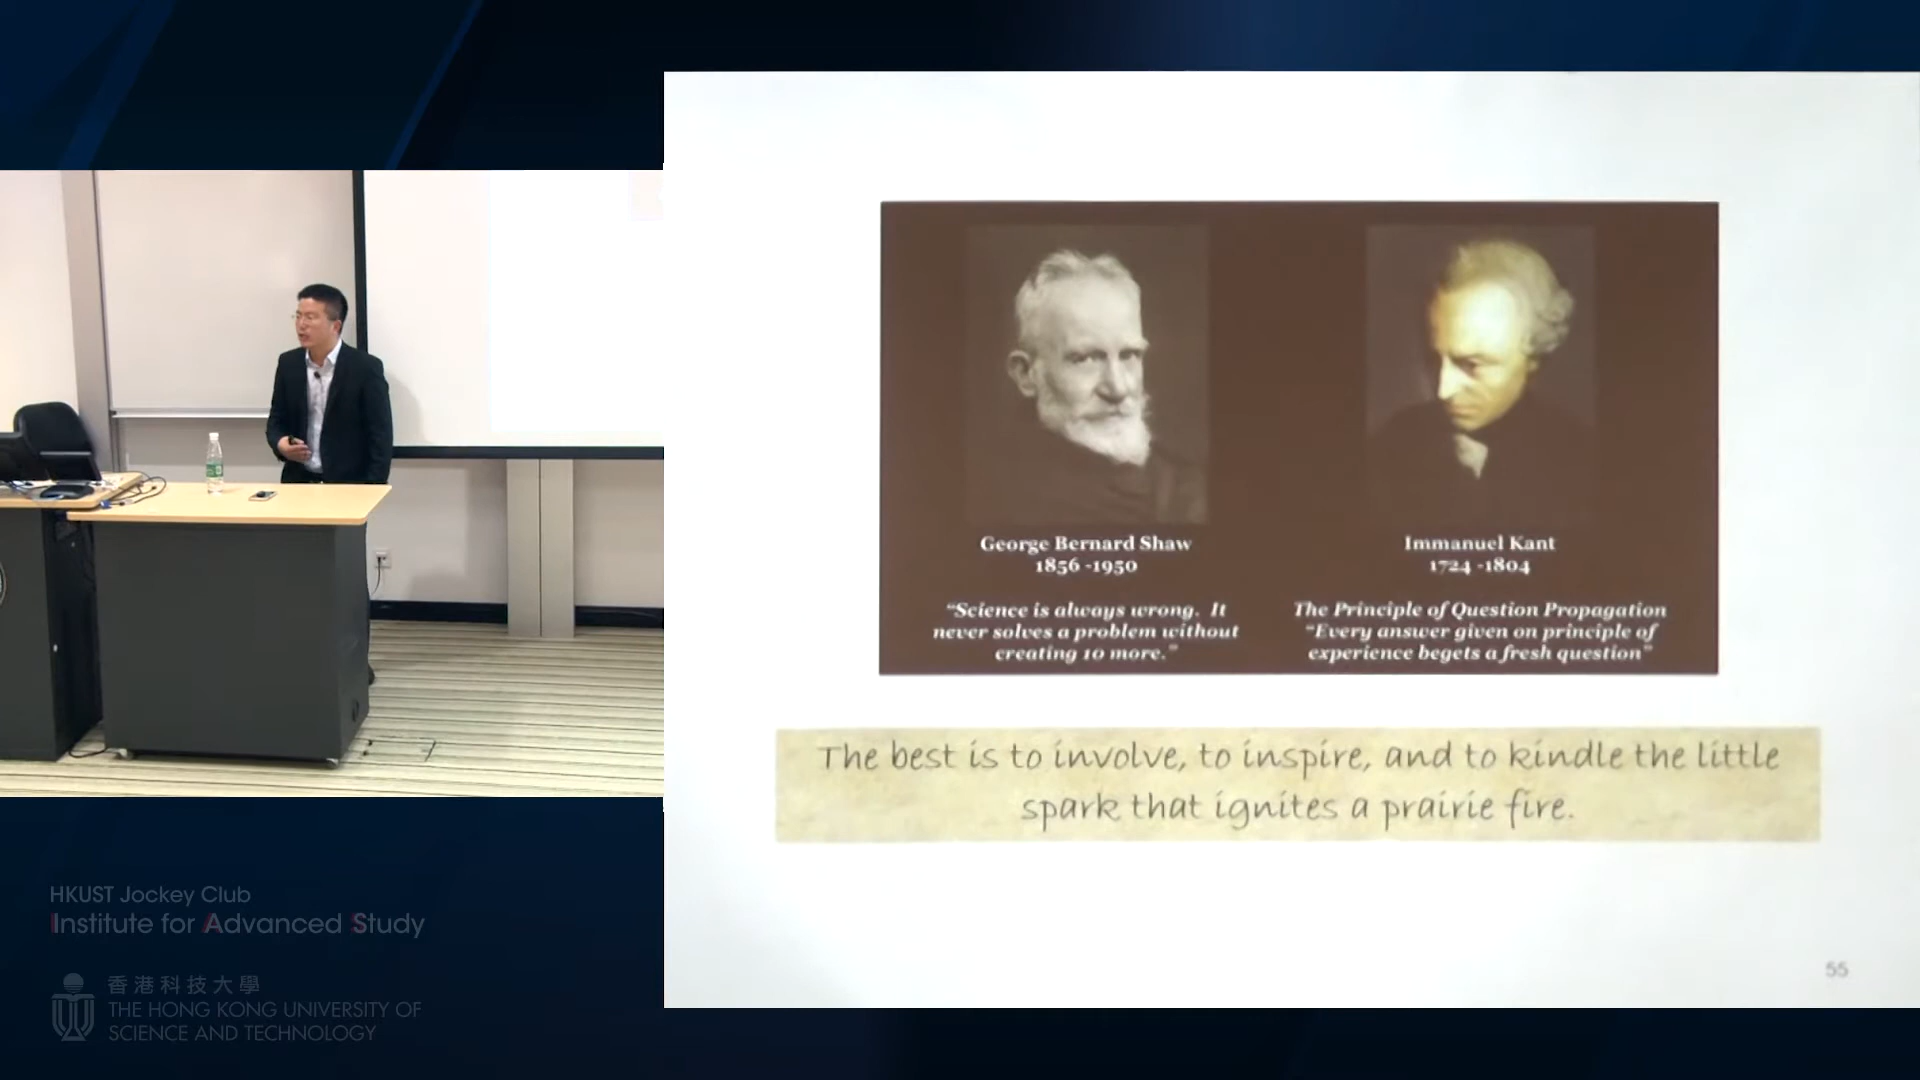 George Bernard Shaw
1856 -1950
"Science is always wrong. It
never solves a problem without
creating 10 more."
Immanuel Kant
1724 -1804
The Principle of Question Propagation
"Every answer given on principle of
experience begets a fresh question"
The best is to involve, to inspire, and to kindle the little
spark that ignites a prairie fire.
55
HKUST Jockey Club
Institute for Advanced Study
香港科技大學
THE HONG KONG UNIVERSITY OF
SCIENCE AND TECHNOLOGY